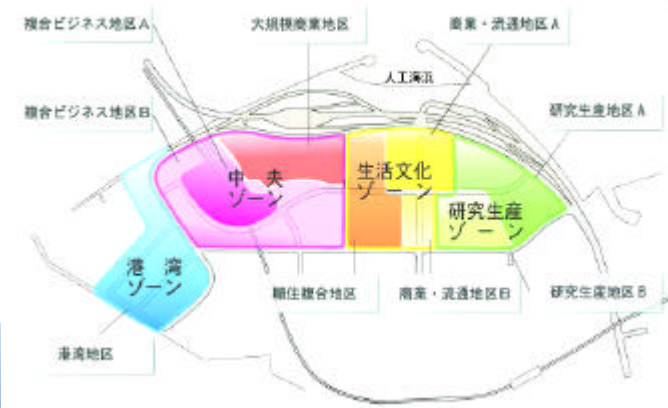 複合ビジネス地区A
大規模商業地区
商業・流通地区A
人工海浜
複合ビジネス地区B
研究生産地区A
中央
ゾーン
生活文化
ゾーン
研究生産
ゾーン
港湾
ゾーン
職住複合地区
商業・流通地区B
研究生産地区B
港湾地区